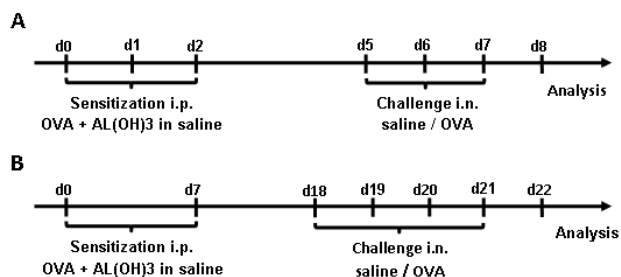 A
d0 d1 d2 d5 d6 d7 d8
Sensitization i.p. Challenge i.n. Analysis
OVA + AL(OH)3 in saline saline / OVA
B
d0 d7 d18 d19 d20 d21 d22
Sensitization i.p. Challenge i.n. Analysis
OVA + AL(OH)3 in saline saline / OVA